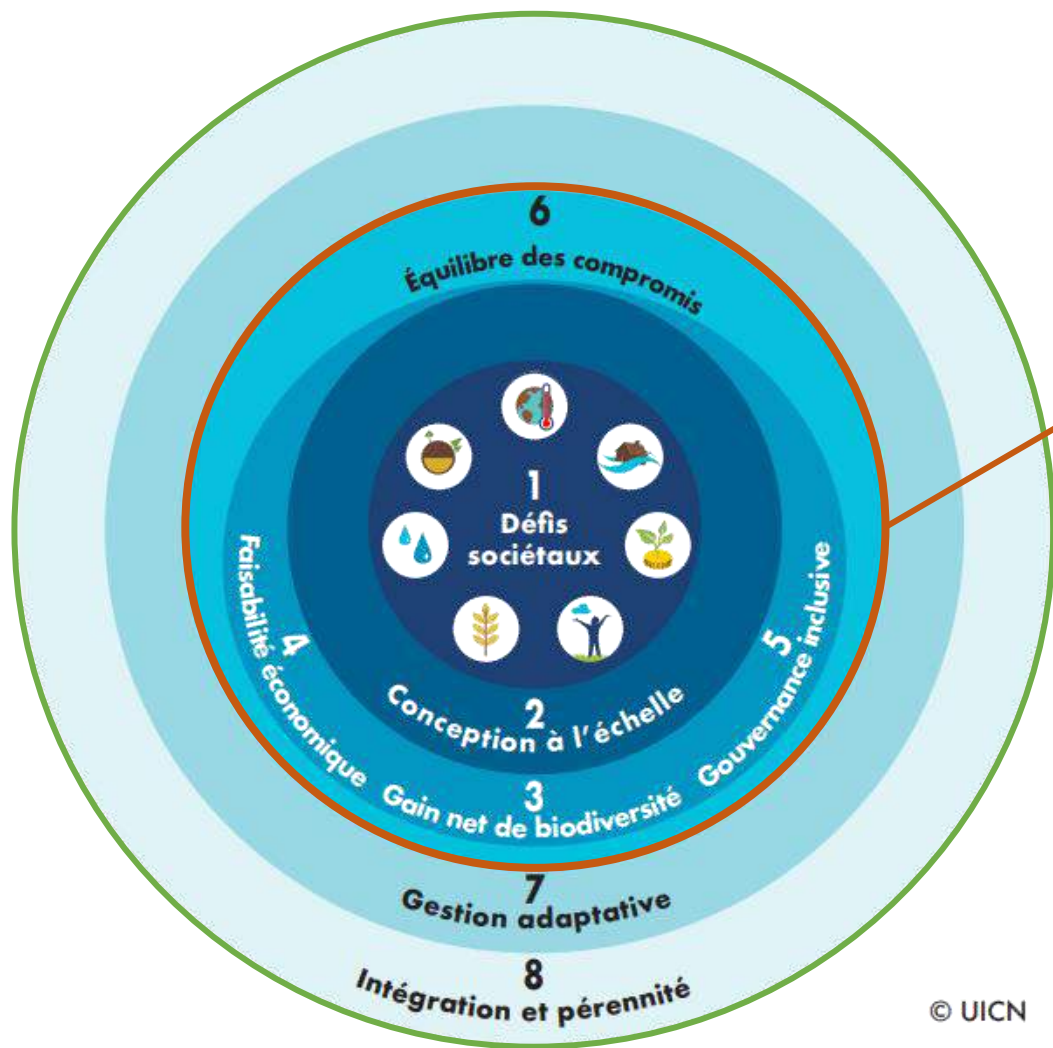 6
Équilibre des compromis
1
Défis
sociétaux
4
Faisabilité économique
5
Gouvernance inclusive
2
Conception à l'échelle
3
Gain net de biodiversité
7
Gestion adaptative
8
Intégration et pérennité
© UICN